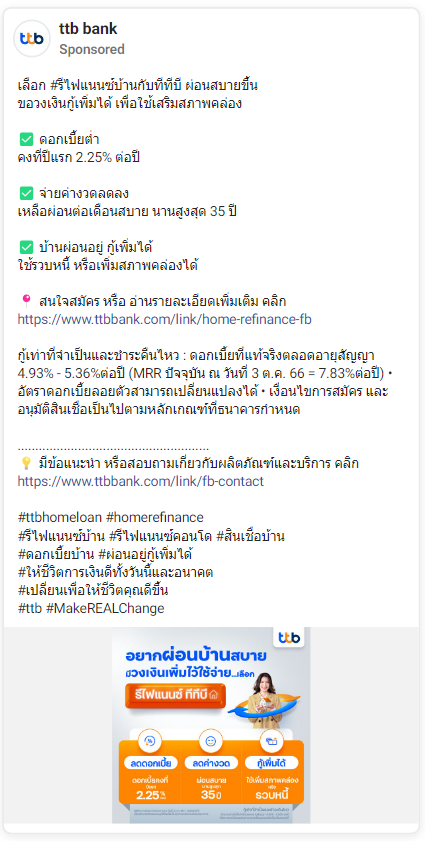 ttb
ttb bank
Sponsored
เลือก #รีไฟแนนซ์บ้านกับทีทีบี ผ่อนสบายขึ้น
ขอวงเงินกู้เพิ่มได้ เพื่อใช้เสริมสภาพคล่อง
✅ ดอกเบี้ยต่ำ
คงที่ปีแรก 2.25% ต่อปี
✅ จ่ายค่างวดลดลง
เหลือผ่อนต่อเดือนสบาย นานสูงสุด 35 ปี
✅ บ้านผ่อนอยู่ กู้เพิ่มได้
ใช้รวบหนี้ หรือเพิ่มสภาพคล่องได้
📍 สนใจสมัคร หรือ อ่านรายละเอียดเพิ่มเติม คลิก
https://www.ttbbank.com/link/home-refinance-fb
กู้เท่าที่จำเป็นและชำระคืนไหว : ดอกเบี้ยที่แท้จริงตลอดอายุสัญญา
4.93% - 5.36%ต่อปี (MRR ปัจจุบัน ณ วันที่ 3 ต.ค. 66 = 7.83%ต่อปี) •
อัตราดอกเบี้ยลอยตัวสามารถเปลี่ยนแปลงได้ • เงื่อนไขการสมัคร และ
อนุมัติสินเชื่อเป็นไปตามหลักเกณฑ์ที่ธนาคารกำหนด
......................................................
💡 มีข้อแนะนำ หรือสอบถามเกี่ยวกับผลิตภัณฑ์และบริการ คลิก
https://www.ttbbank.com/link/fb-contact
#ttbhomeloan #homerefinance
#รีไฟแนนซ์บ้าน #รีไฟแนนซ์คอนโด #สินเชื่อบ้าน
#ดอกเบี้ยบ้าน #ผ่อนอยู่กู้เพิ่มได้
#ให้ชีวิตการเงินดีทั้งวันนี้และอนาคต
#เปลี่ยนเพื่อให้ชีวิตคุณดีขึ้น
#ttb #MakeREALChange
ttb
อยากผ่อนบ้านสบาย
มีวงเงินเพิ่มไว้ใช้จ่าย...เลือก
รีไฟแนนซ์ ทีทีบี
ลดดอกเบี้ย ลดค่างวด กู้เพิ่มได้
ดอกเบี้ยคงที่ ผ่อนสบาย ใช้เพิ่มสภาพคล่อง
ปีแรก นานสูงสุด หรือ
2.25% 35 ปี รวบหนี้